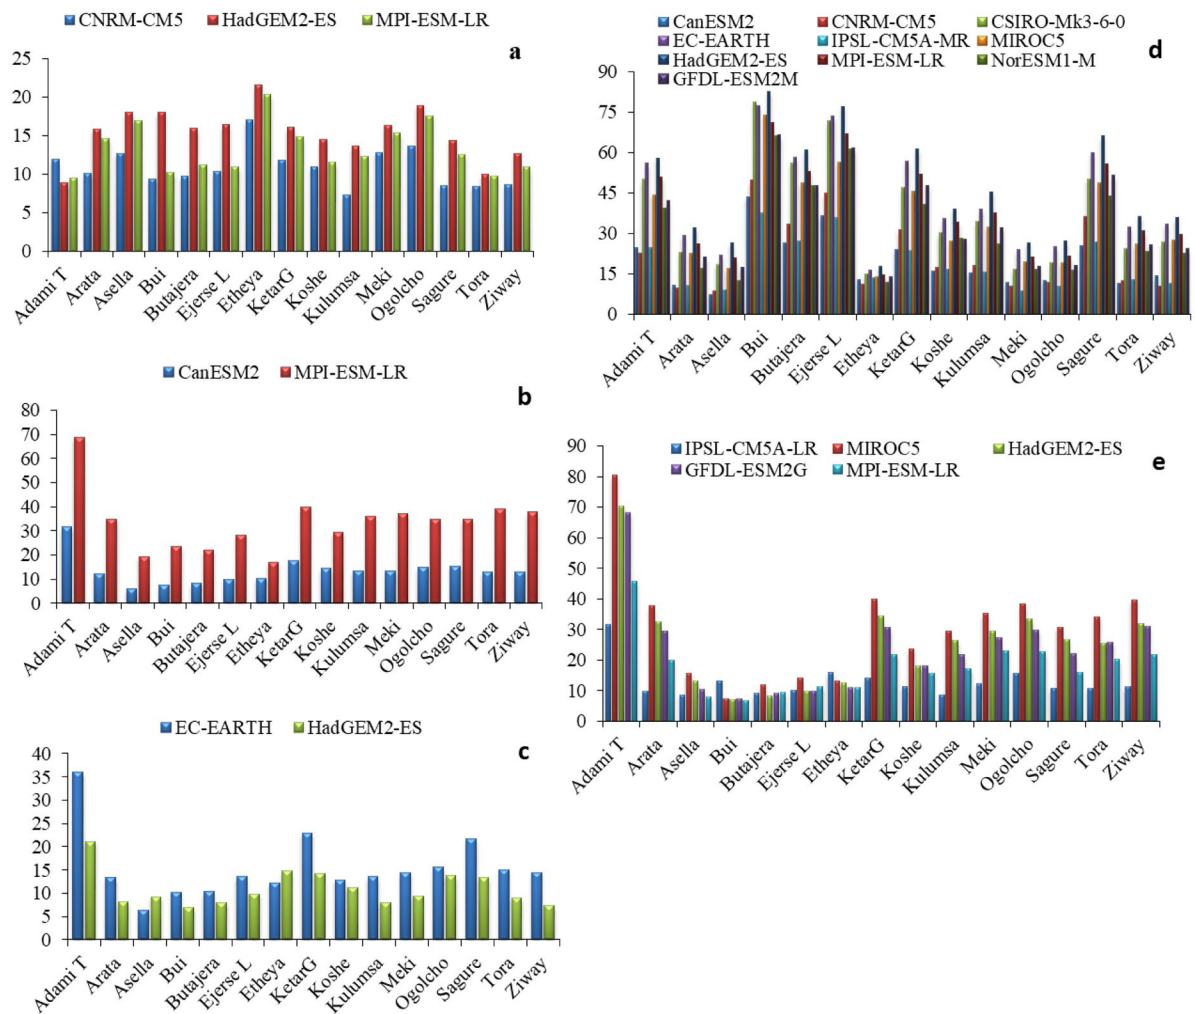 CNRM-CM5 HadGEM2-ES MPI-ESM-LR
a
25
20
15
10
5
0
Adami T Arata Asella Bui Butajera Ejerse L Etheya KetarG Koshe Kulumsa Meki Ogolcho Sagure Tora Ziway
CanESM2 MPI-ESM-LR
b
80
70
60
50
40
30
20
10
0
Adami T Arata Asella Bui Butajera Ejerse L Etheya KetarG Koshe Kulumsa Meki Ogolcho Sagure Tora Ziway
EC-EARTH HadGEM2-ES
c
40
35
30
25
20
15
10
5
0
Adami T Arata Asella Bui Butajera Ejerse L Etheya KetarG Koshe Kulumsa Meki Ogolcho Sagure Tora Ziway
CanESM2 CNRM-CM5 CSIRO-Mk3-6-0
EC-EARTH IPSL-CM5A-MR MIROC5
HadGEM2-ES MPI-ESM-LR NorESM1-M
GFDL-ESM2M
d
90
75
60
45
30
15
0
Adami T Arata Asella Bui Butajera Ejerse L Etheya KetarG Koshe Kulumsa Meki Ogolcho Sagure Tora Ziway
IPSL-CM5A-LR MIROC5 HadGEM2-ES
GFDL-ESM2G MPI-ESM-LR
e
90
80
70
60
50
40
30
20
10
0
Adami T Arata Asella Bui Butajera Ejerse L Etheya KetarG Koshe Kulumsa Meki Ogolcho Sagure Tora Ziway